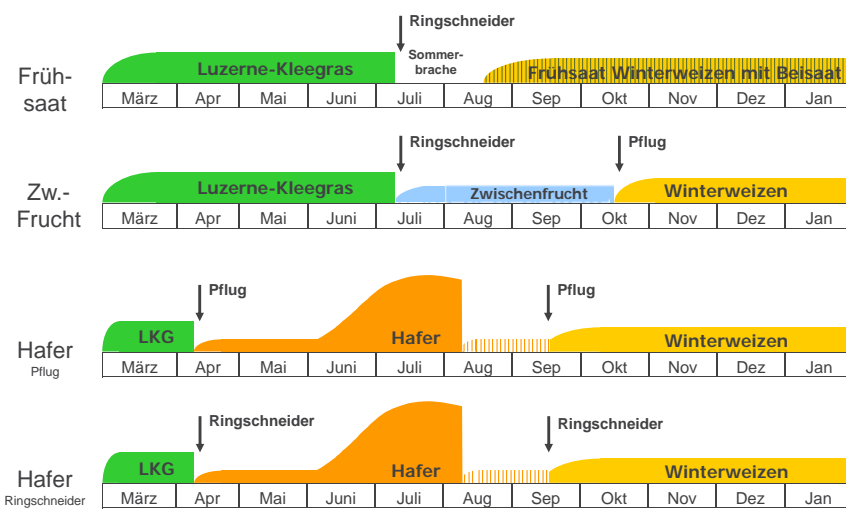 Ringschneider
Früh-
saat
Luzerne-Kleegras
Sommer-
brache
Frühsaat Winterweizen mit Beisaat
März Apr Mai Juni Juli Aug Sep Okt Nov Dez Jan
Ringschneider Pflug
Zw.-
Frucht
Luzerne-Kleegras Zwischenfrucht Winterweizen
März Apr Mai Juni Juli Aug Sep Okt Nov Dez Jan
Pflug Pflug
Hafer
Pflug
LKG Hafer Winterweizen
März Apr Mai Juni Juli Aug Sep Okt Nov Dez Jan
Ringschneider Ringschneider
Hafer
Ringschneider
LKG Hafer Winterweizen
März Apr Mai Juni Juli Aug Sep Okt Nov Dez Jan